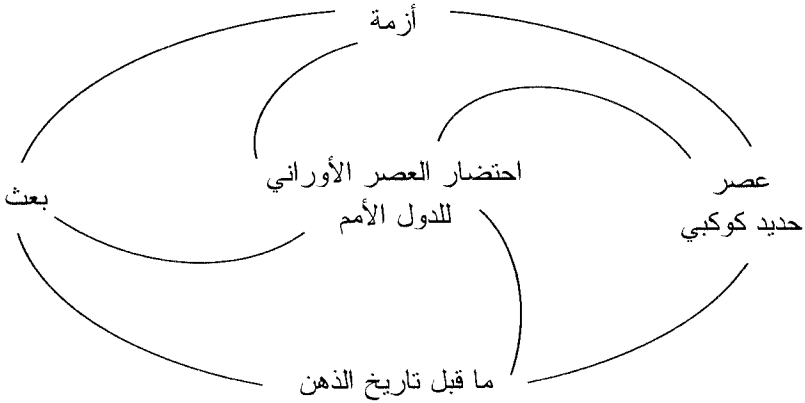 أزمة
احتضار العصر الأوراني
للدول الأمم
عصر
حديد كوكبي
بعث
ما قبل تاريخ الذهن